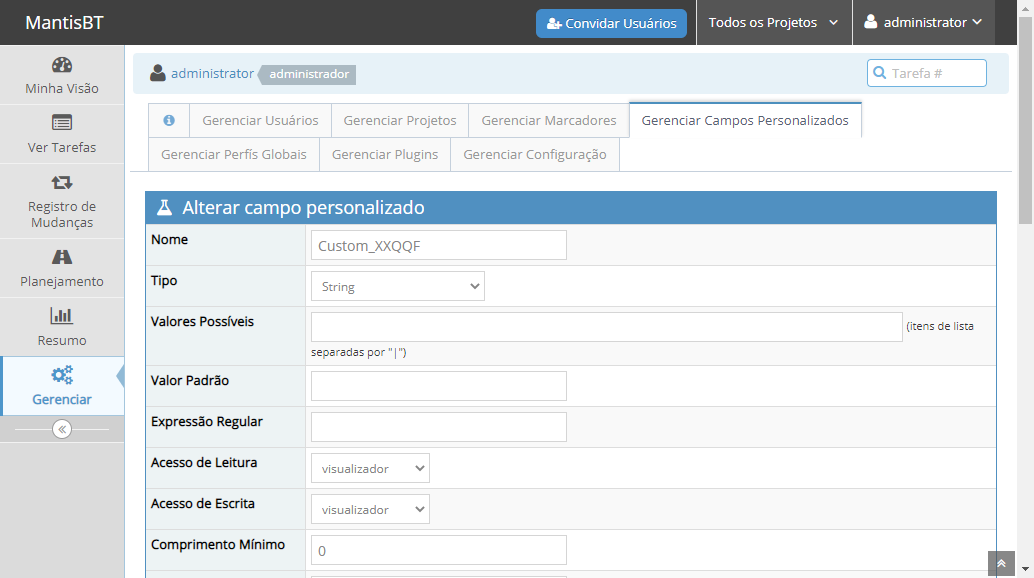 MantisBT
Convidar Usuários
Todos os Projetos
administrator
Minha Visão
Ver Tarefas
Registro de
Mudanças
Planejamento
Resumo
Gerenciar
administrator administrador
Tarefa #
Gerenciar Usuários Gerenciar Projetos Gerenciar Marcadores Gerenciar Campos Personalizados
Gerenciar Perfís Globais Gerenciar Plugins Gerenciar Configuração
Alterar campo personalizado
Nome Custom_XXQQF
Tipo String
Valores Possíveis (itens de lista
separadas por "|")
Valor Padrão
Expressão Regular
Acesso de Leitura visualizador
Acesso de Escrita visualizador
Comprimento Mínimo 0